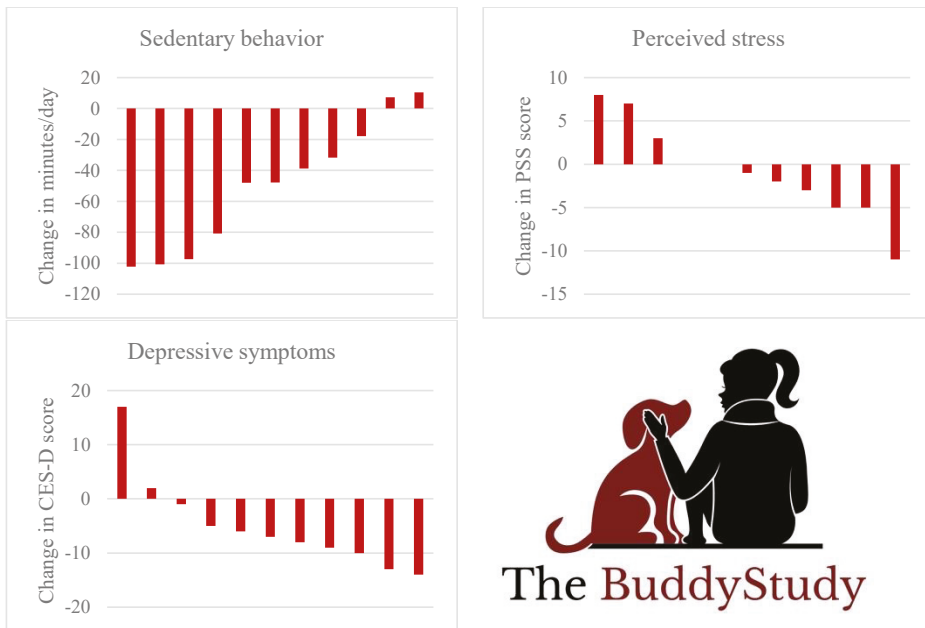 Sedentary behavior
Change in minutes/day
20
0
-20
-40
-60
-80
-100
-120
Perceived stress
Change in PSS score
10
5
0
-5
-10
-15
Depressive symptoms
Change in CES-D score
20
10
0
-10
-20
The BuddyStudy